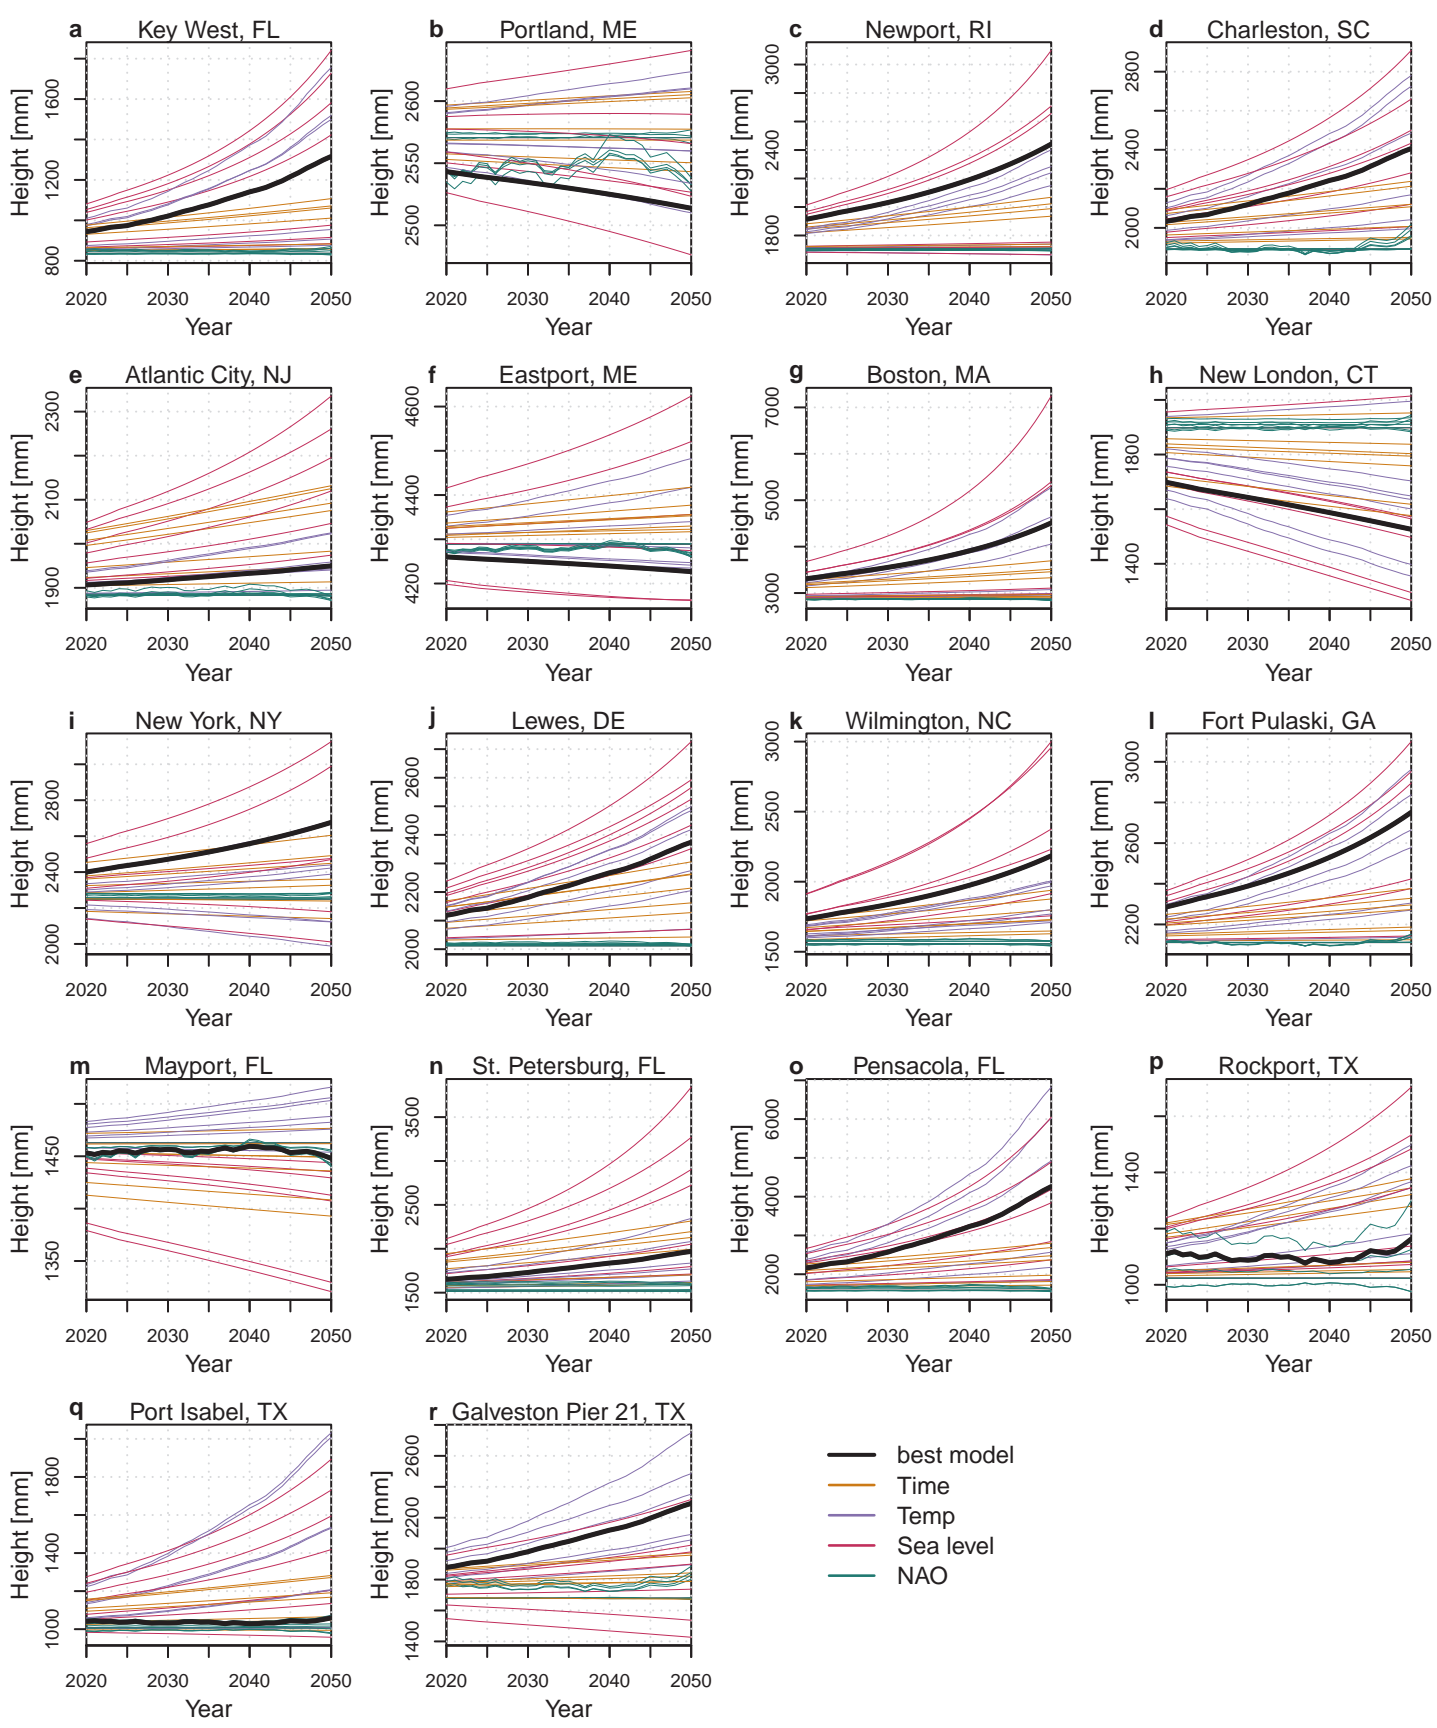 a Key West, FL
Height [mm]
800 1200 1600
2020 2030 2040 2050
Year
b Portland, ME
Height [mm]
2500 2550 2600
2020 2030 2040 2050
Year
c Newport, RI
Height [mm]
1800 2400 3000
2020 2030 2040 2050
Year
d Charleston, SC
Height [mm]
2000 2400 2800
2020 2030 2040 2050
Year
e Atlantic City, NJ
Height [mm]
1900 2100 2300
2020 2030 2040 2050
Year
f Eastport, ME
Height [mm]
4200 4400 4600
2020 2030 2040 2050
Year
g Boston, MA
Height [mm]
3000 5000 7000
2020 2030 2040 2050
Year
h New London, CT
Height [mm]
1400 1800
2020 2030 2040 2050
Year
i New York, NY
Height [mm]
2000 2400 2800
2020 2030 2040 2050
Year
j Lewes, DE
Height [mm]
2000 2200 2400 2600
2020 2030 2040 2050
Year
k Wilmington, NC
Height [mm]
1500 2000 2500 3000
2020 2030 2040 2050
Year
l Fort Pulaski, GA
Height [mm]
2200 2600 3000
2020 2030 2040 2050
Year
m Mayport, FL
Height [mm]
1350 1450
2020 2030 2040 2050
Year
n St. Petersburg, FL
Height [mm]
1500 2500 3500
2020 2030 2040 2050
Year
o Pensacola, FL
Height [mm]
2000 4000 6000
2020 2030 2040 2050
Year
p Rockport, TX
Height [mm]
1000 1400
2020 2030 2040 2050
Year
q Port Isabel, TX
Height [mm]
1000 1400 1800
2020 2030 2040 2050
Year
r Galveston Pier 21, TX
Height [mm]
1400 1800 2200 2600
2020 2030 2040 2050
Year
best model
Time
Temp
Sea level
NAO